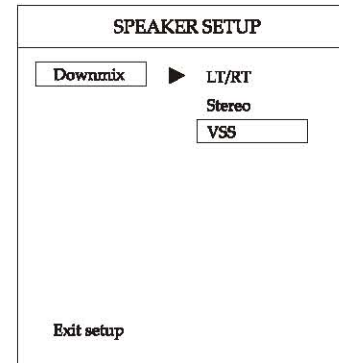 SPEAKER SETUP
Downmix ▶ LT/RT
Stereo
VSS
Exit setup